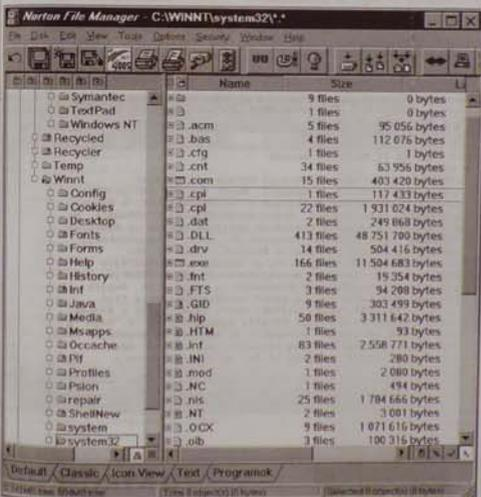 Norton File Manager - C:\WINNT\system32\*.*
File Disk Edit View Tools Options Security Window Help
Name Size
Symantec
TextPad
Windows NT
Recycled
Recycler
Temp
Winnt
Config
Cookies
Desktop
Fonts
Forms
Help
History
Inf
Java
Media
Msapps
Occache
Pif
Profiles
Psion
repair
ShellNew
system
system32
9 files 0 bytes
1 files 0 bytes
.acm 5 files 95 056 bytes
.bas 4 files 112 076 bytes
.cfg 1 files 1 bytes
.cnt 34 files 63 956 bytes
.com 15 files 403 420 bytes
.cpi 1 files 117 433 bytes
.cpl 22 files 1 931 024 bytes
.dat 2 files 249 868 bytes
.DLL 413 files 48 751 700 bytes
.drv 14 files 504 416 bytes
.exe 166 files 11 504 683 bytes
.fnt 2 files 19 354 bytes
.FTS 3 files 94 208 bytes
.GID 9 files 303 499 bytes
.hlp 50 files 3 311 642 bytes
.HTM 1 files 93 bytes
.inf 83 files 2 558 771 bytes
.INI 2 files 280 bytes
.mod 1 files 2 080 bytes
.NC 1 files 494 bytes
.nls 25 files 1 784 666 bytes
.NT 2 files 3 001 bytes
.OCX 9 files 1 071 616 bytes
.olb 3 files 100 316 bytes
Default Classic Icon View Text Programok